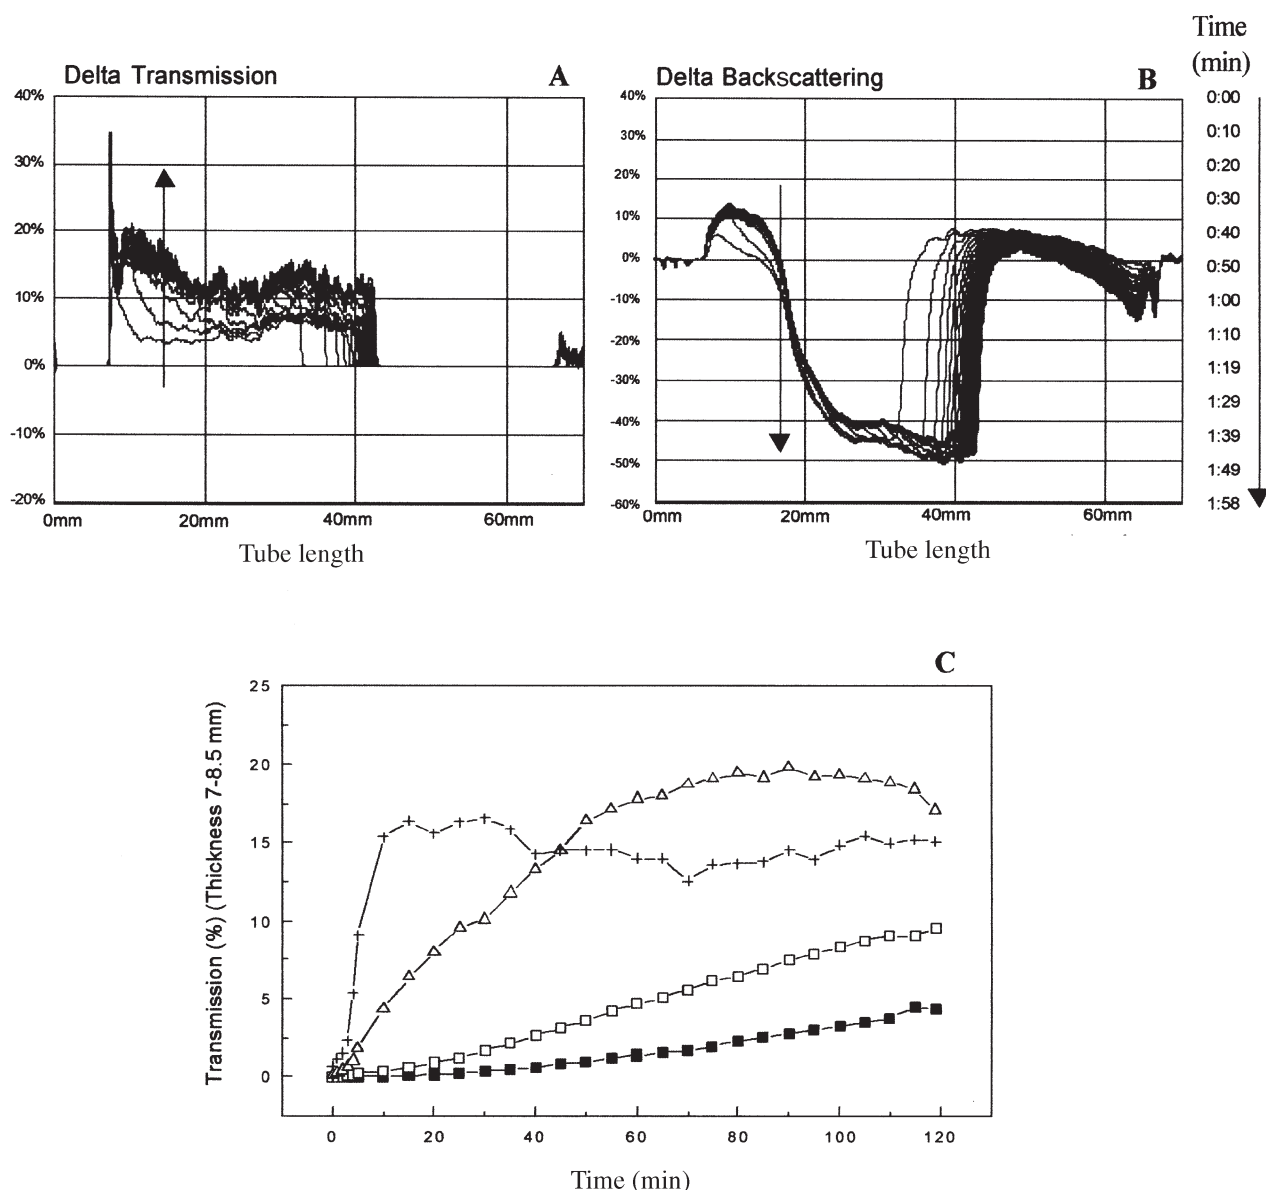 Time
(min)
Delta Transmission
A
40%
30%
20%
10%
0%
-10%
-20%
0mm
20mm
40mm
60mm
Tube length
Delta Backscattering
B
40%
30%
20%
10%
0%
-10%
-20%
-30%
-40%
-50%
-60%
0mm
20mm
40mm
60mm
Tube length
0:00
0:10
0:20
0:30
0:40
0:50
1:00
1:10
1:19
1:29
1:39
1:49
1:58
C
Transmission (%) (Thickness 7-8.5 mm)
25
20
15
10
5
0
0
20
40
60
80
100
120
Time (min)